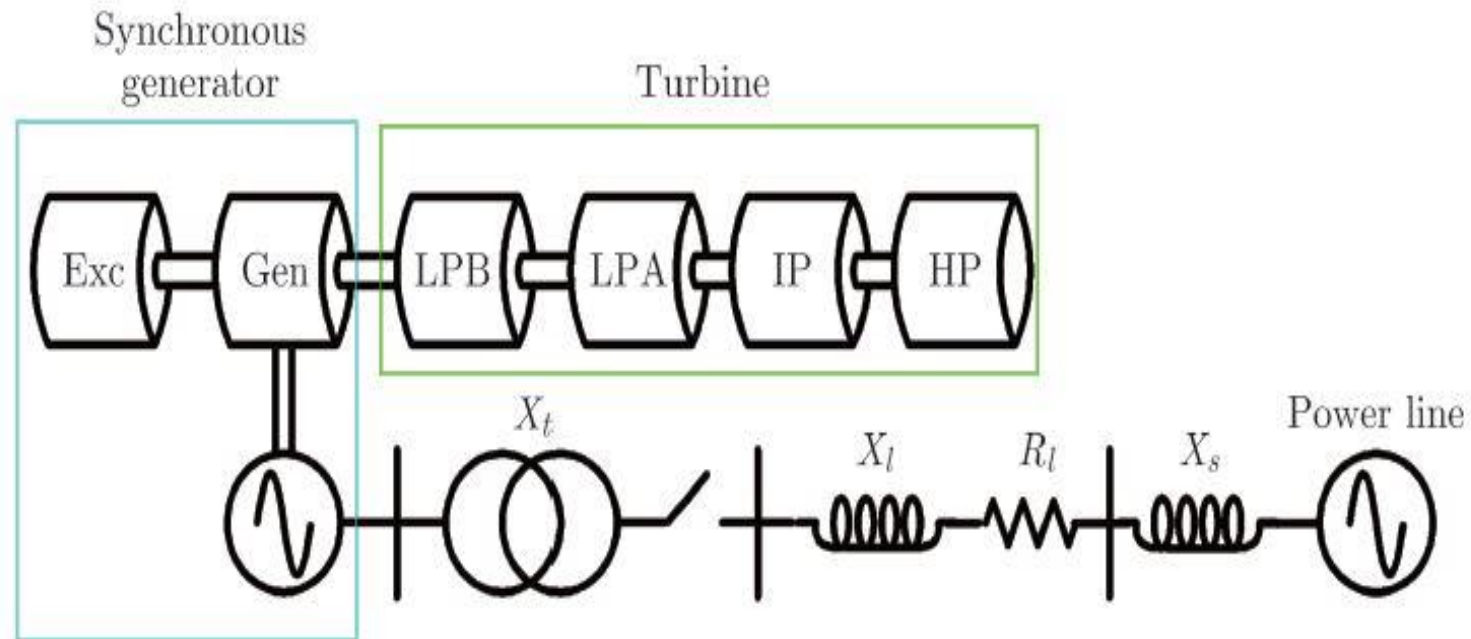 Synchronous
generator
Turbine
Exc
Gen
LPB
LPA
IP
HP
X_t
X_l
R_l
X_s
Power line